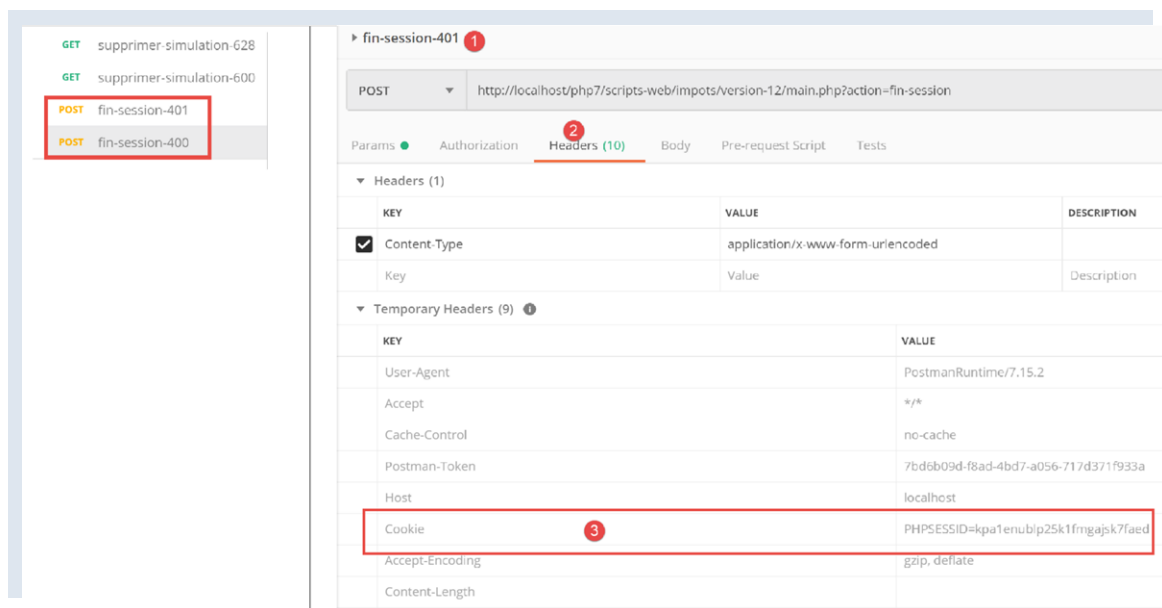 GET supprimer-simulation-628
GET supprimer-simulation-600
POST fin-session-401
POST fin-session-400
fin-session-401 1
POST http://localhost/php7/scripts-web/impots/version-12/main.php?action=fin-session
2
Params Authorization Headers (10) Body Pre-request Script Tests
Headers (1)
KEY VALUE DESCRIPTION
Content-Type application/x-www-form-urlencoded
Key Value Description
Temporary Headers (9) i
KEY VALUE
User-Agent PostmanRuntime/7.15.2
Accept */*
Cache-Control no-cache
Postman-Token 7bd6b09d-f8ad-4bd7-a056-717d371f933a
Host localhost
Cookie 3 PHPSESSID=kpa1enublp25k1fmgajsk7faed
Accept-Encoding gzip, deflate
Content-Length